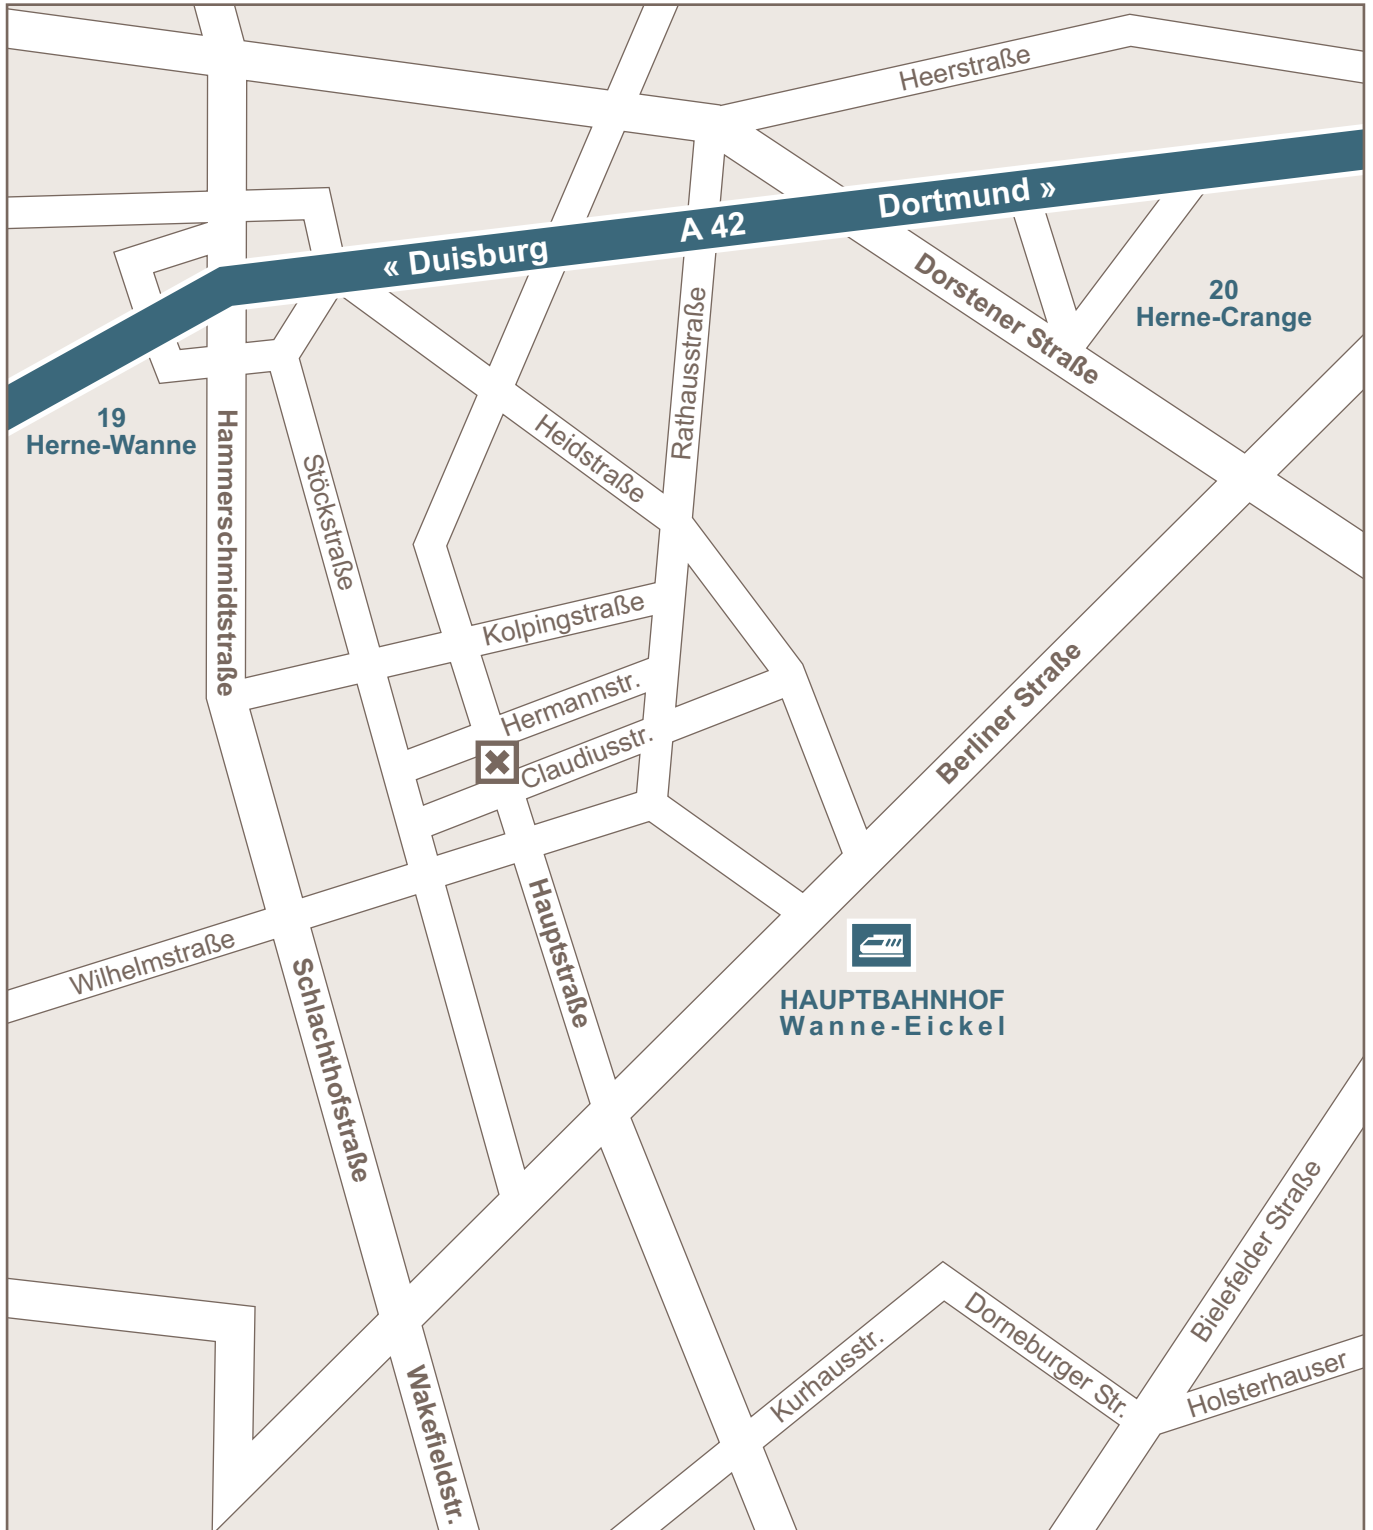 Heerstraße
Dortmund »
A 42
« Duisburg
Dorstener Straße
20
Herne-Crange
Rathausstraße
19
Herne-Wanne
Hammerschmidtstraße
Stöckstraße
Heidstraße
Kolpingstraße
Hermannstr.
Claudiusstr.
Berliner Straße
Hauptstraße
Wilhelmstraße
Schlachthofstraße
HAUPTBAHNHOF
Wanne-Eickel
Bielefelder Straße
Dorneburger Str.
Kurhausstr.
Holsterhauser
Wakefieldstr.